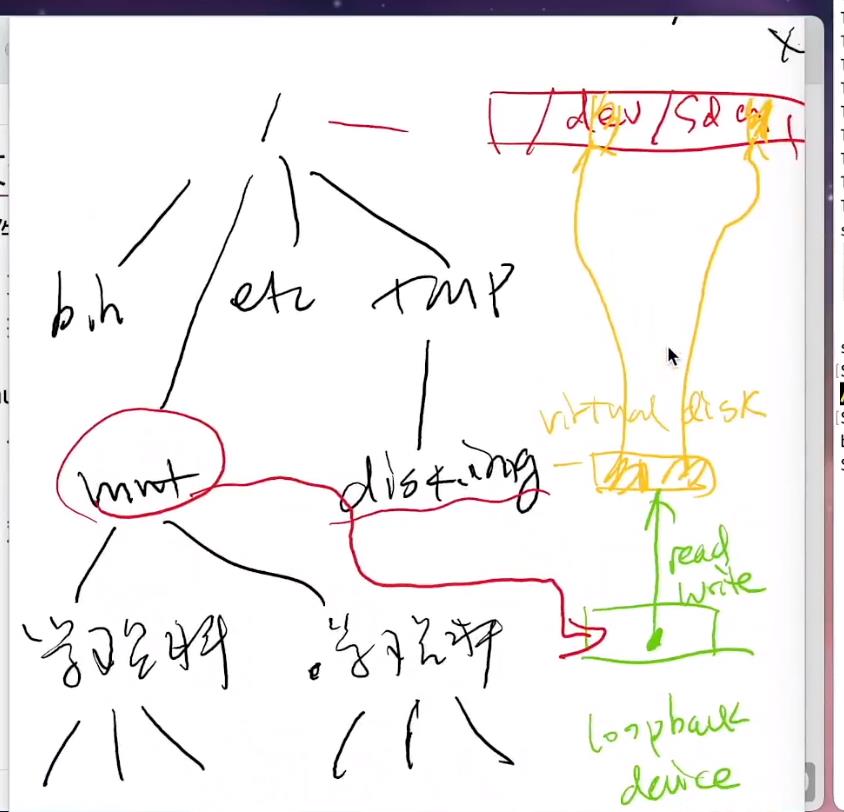 /
/dev/sda
bin
etc
tmp
virtual disk
mnt
disk.img
read
write
学习资料
.学习资料
loopback
device